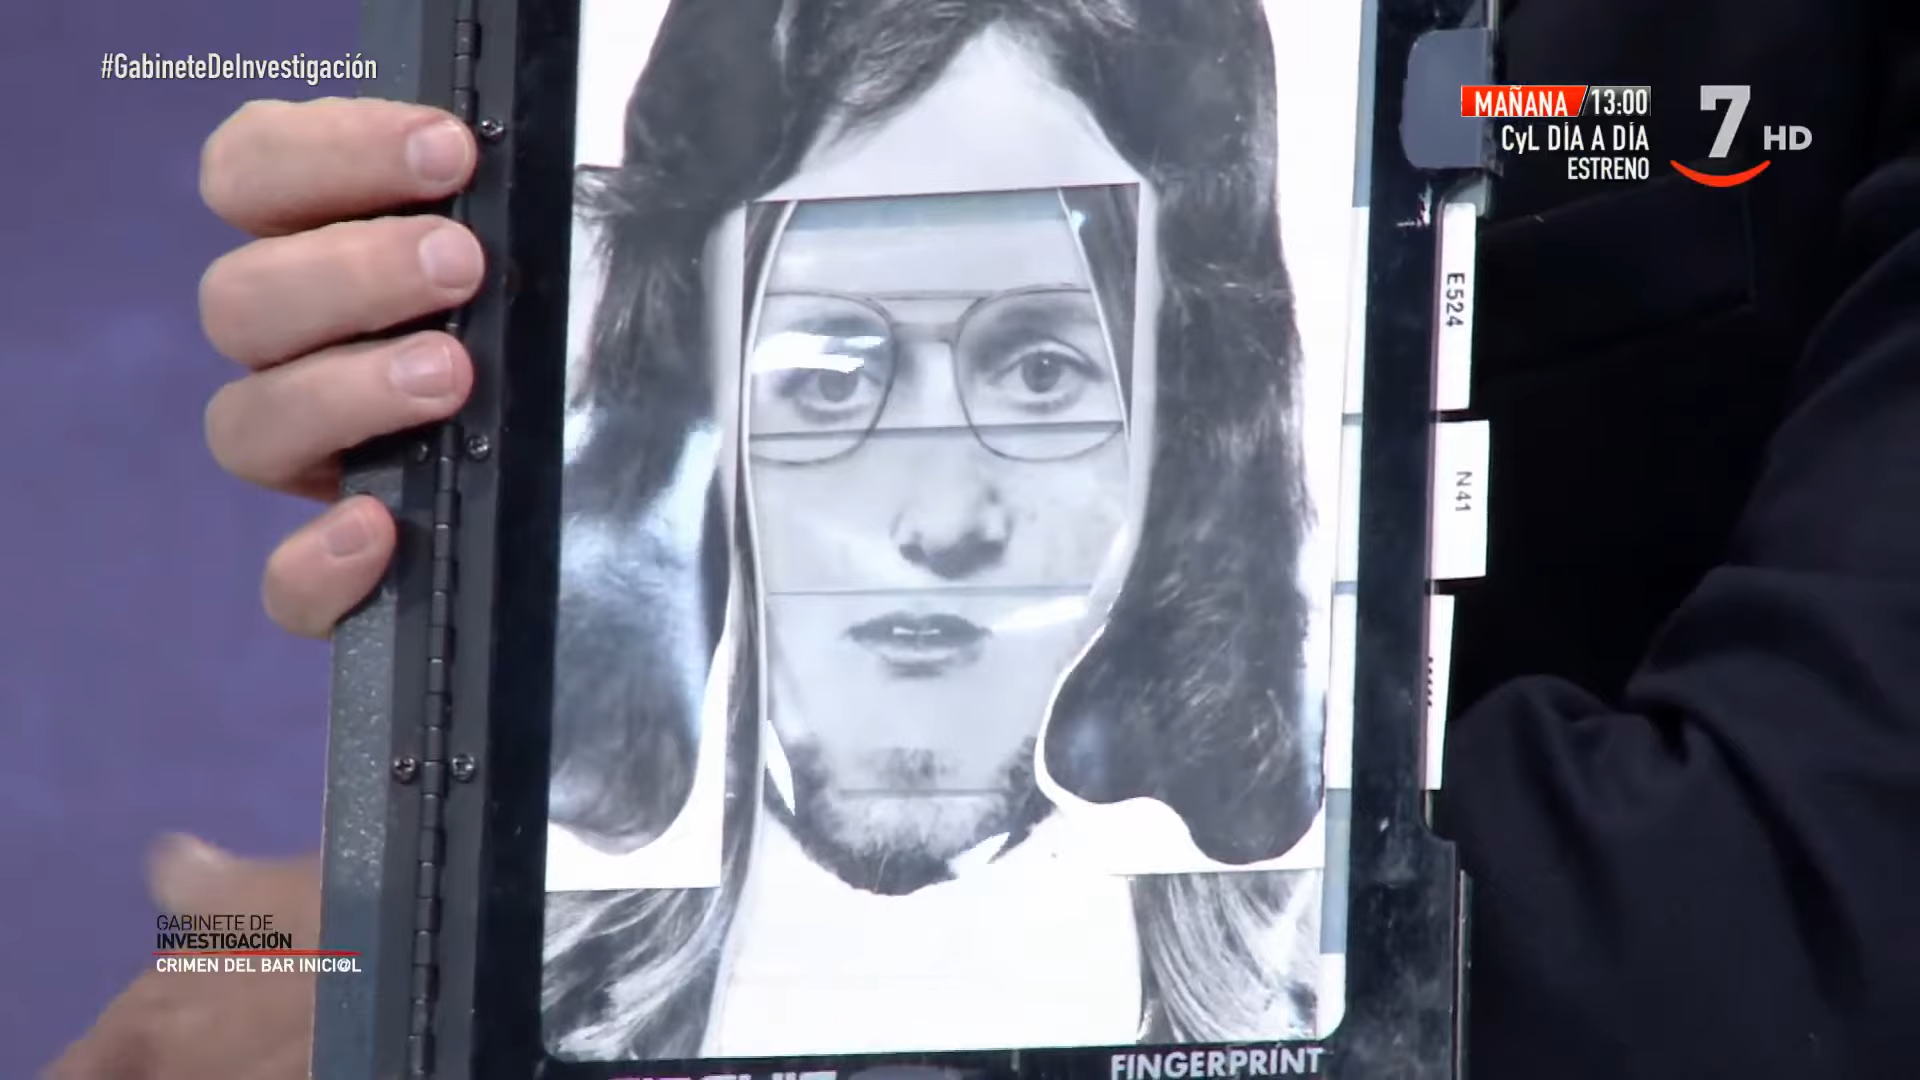 #GabineteDeInvestigación
MAÑANA 13:00
CyL DÍA A DÍA
ESTRENO
7 HD
E524
N41
GABINETE DE
INVESTIGACIÓN
CRIMEN DEL BAR INICI@L
FINGERPRINT